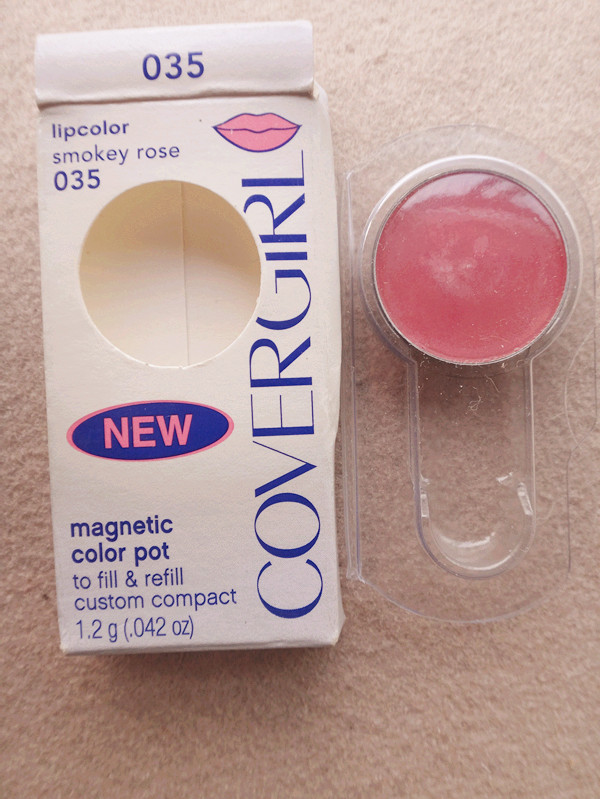 035
lipcolor
smokey rose
035
COVERGIRL
NEW
magnetic
color pot
to fill & refill
custom compact
1.2 g (.042 oz)